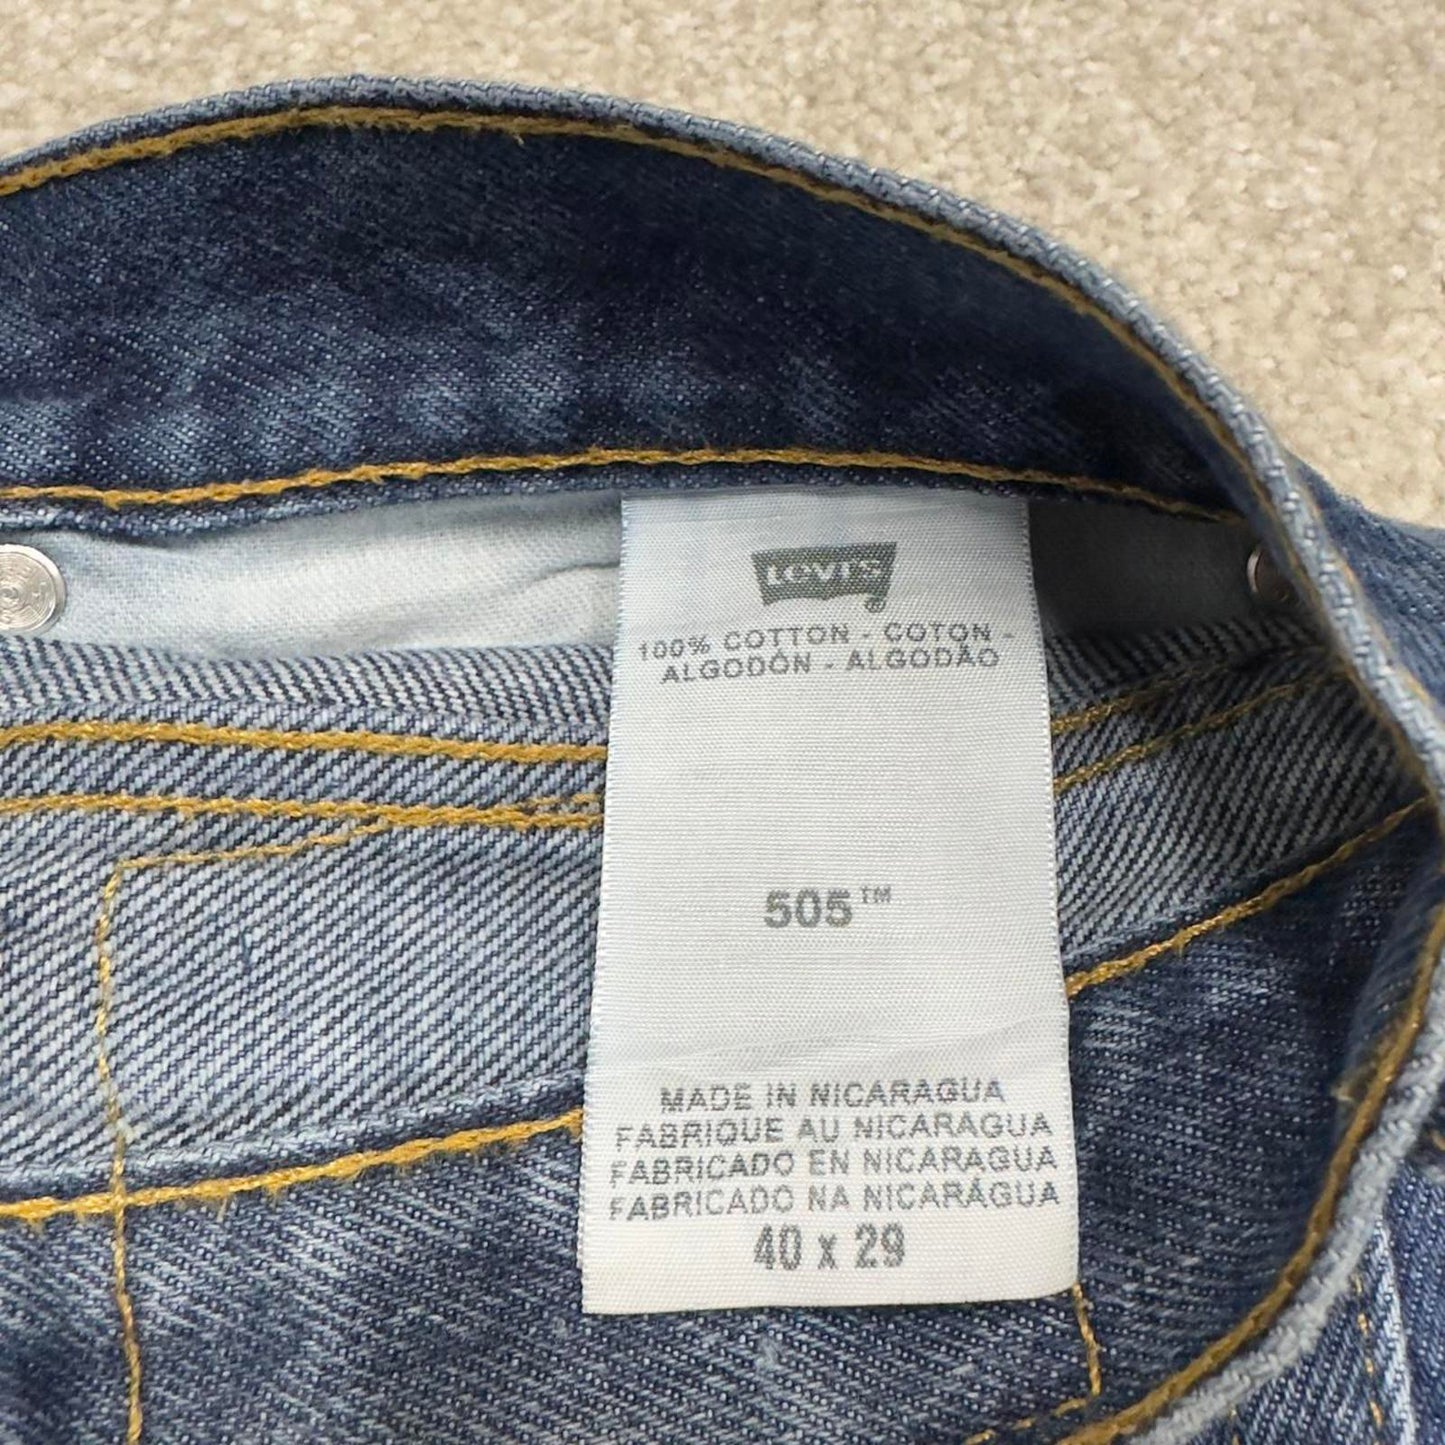 Levi's®
100% COTTON - COTON -
ALGODÓN - ALGODÃO
505™
MADE IN NICARAGUA
FABRIQUE AU NICARAGUA
FABRICADO EN NICARAGUA
FABRICADO NA NICARÁGUA
40 x 29